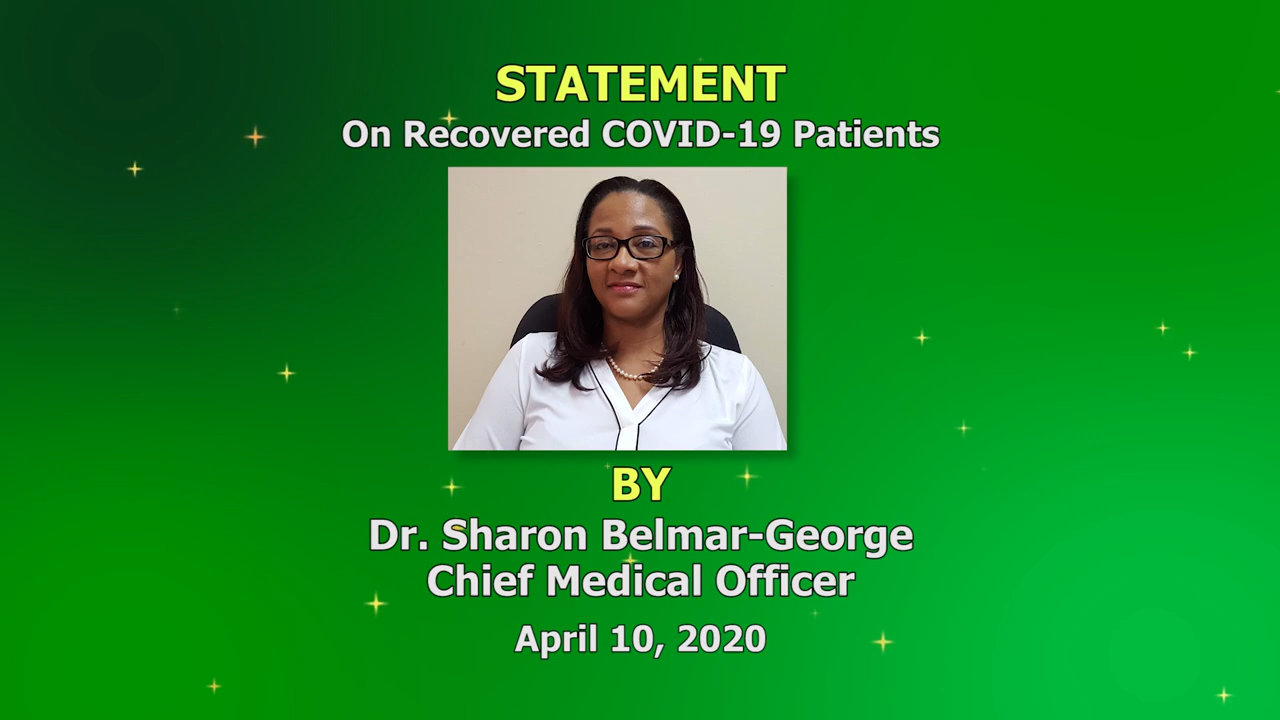 STATEMENT
On Recovered COVID-19 Patients
BY
Dr. Sharon Belmar-George
Chief Medical Officer
April 10, 2020